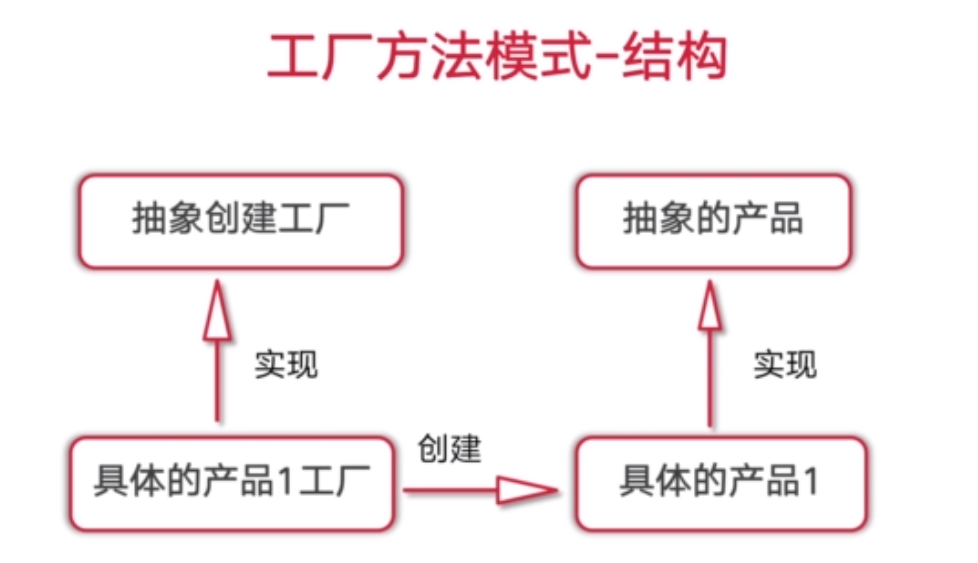 工厂方法模式-结构
抽象创建工厂
抽象的产品
实现
实现
创建
具体的产品1工厂
具体的产品1